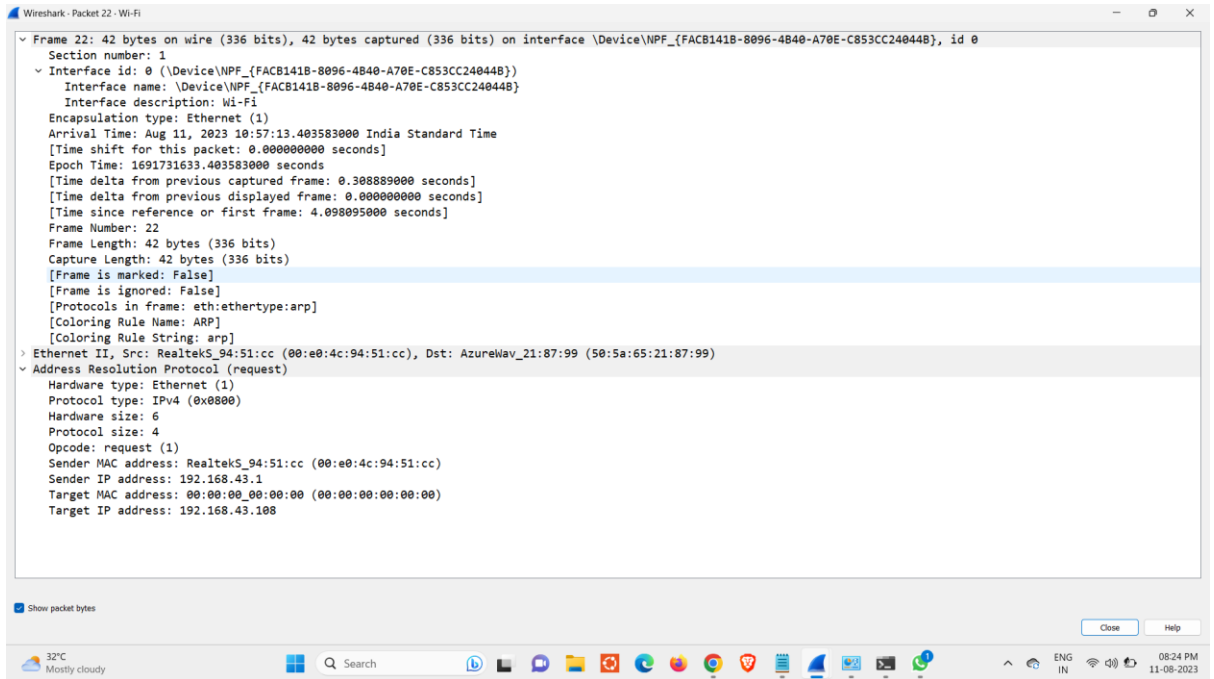 Wireshark · Packet 22 · Wi-Fi
Frame 22: 42 bytes on wire (336 bits), 42 bytes captured (336 bits) on interface \Device\NPF_{FACB141B-8096-4B40-A70E-C853CC24044B}, id 0
Section number: 1
Interface id: 0 (\Device\NPF_{FACB141B-8096-4B40-A70E-C853CC24044B})
Interface name: \Device\NPF_{FACB141B-8096-4B40-A70E-C853CC24044B}
Interface description: Wi-Fi
Encapsulation type: Ethernet (1)
Arrival Time: Aug 11, 2023 10:57:13.403583000 India Standard Time
[Time shift for this packet: 0.000000000 seconds]
Epoch Time: 1691731633.403583000 seconds
[Time delta from previous captured frame: 0.308889000 seconds]
[Time delta from previous displayed frame: 0.000000000 seconds]
[Time since reference or first frame: 4.098095000 seconds]
Frame Number: 22
Frame Length: 42 bytes (336 bits)
Capture Length: 42 bytes (336 bits)
[Frame is marked: False]
[Frame is ignored: False]
[Protocols in frame: eth:ethertype:arp]
[Coloring Rule Name: ARP]
[Coloring Rule String: arp]
Ethernet II, Src: RealtekS_94:51:cc (00:e0:4c:94:51:cc), Dst: AzureWav_21:87:99 (50:5a:65:21:87:99)
Address Resolution Protocol (request)
Hardware type: Ethernet (1)
Protocol type: IPv4 (0x0800)
Hardware size: 6
Protocol size: 4
Opcode: request (1)
Sender MAC address: RealtekS_94:51:cc (00:e0:4c:94:51:cc)
Sender IP address: 192.168.43.1
Target MAC address: 00:00:00_00:00:00 (00:00:00:00:00:00)
Target IP address: 192.168.43.108
Show packet bytes
Close Help
32°C
Mostly cloudy
Search
1
ENG
IN
08:24 PM
11-08-2023